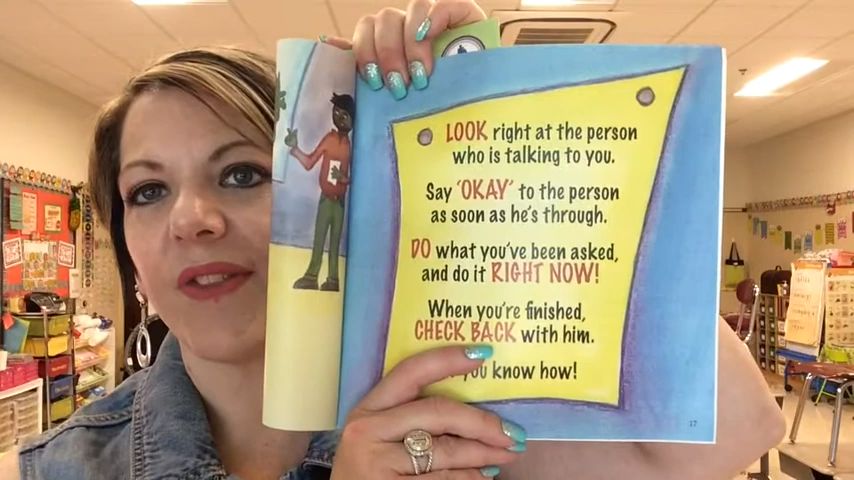 LOOK right at the person
who is talking to you.
Say 'OKAY' to the person
as soon as he's through.
DO what you've been asked,
and do it RIGHT NOW!
When you're finished,
CHECK BACK with him.
you know how!
17